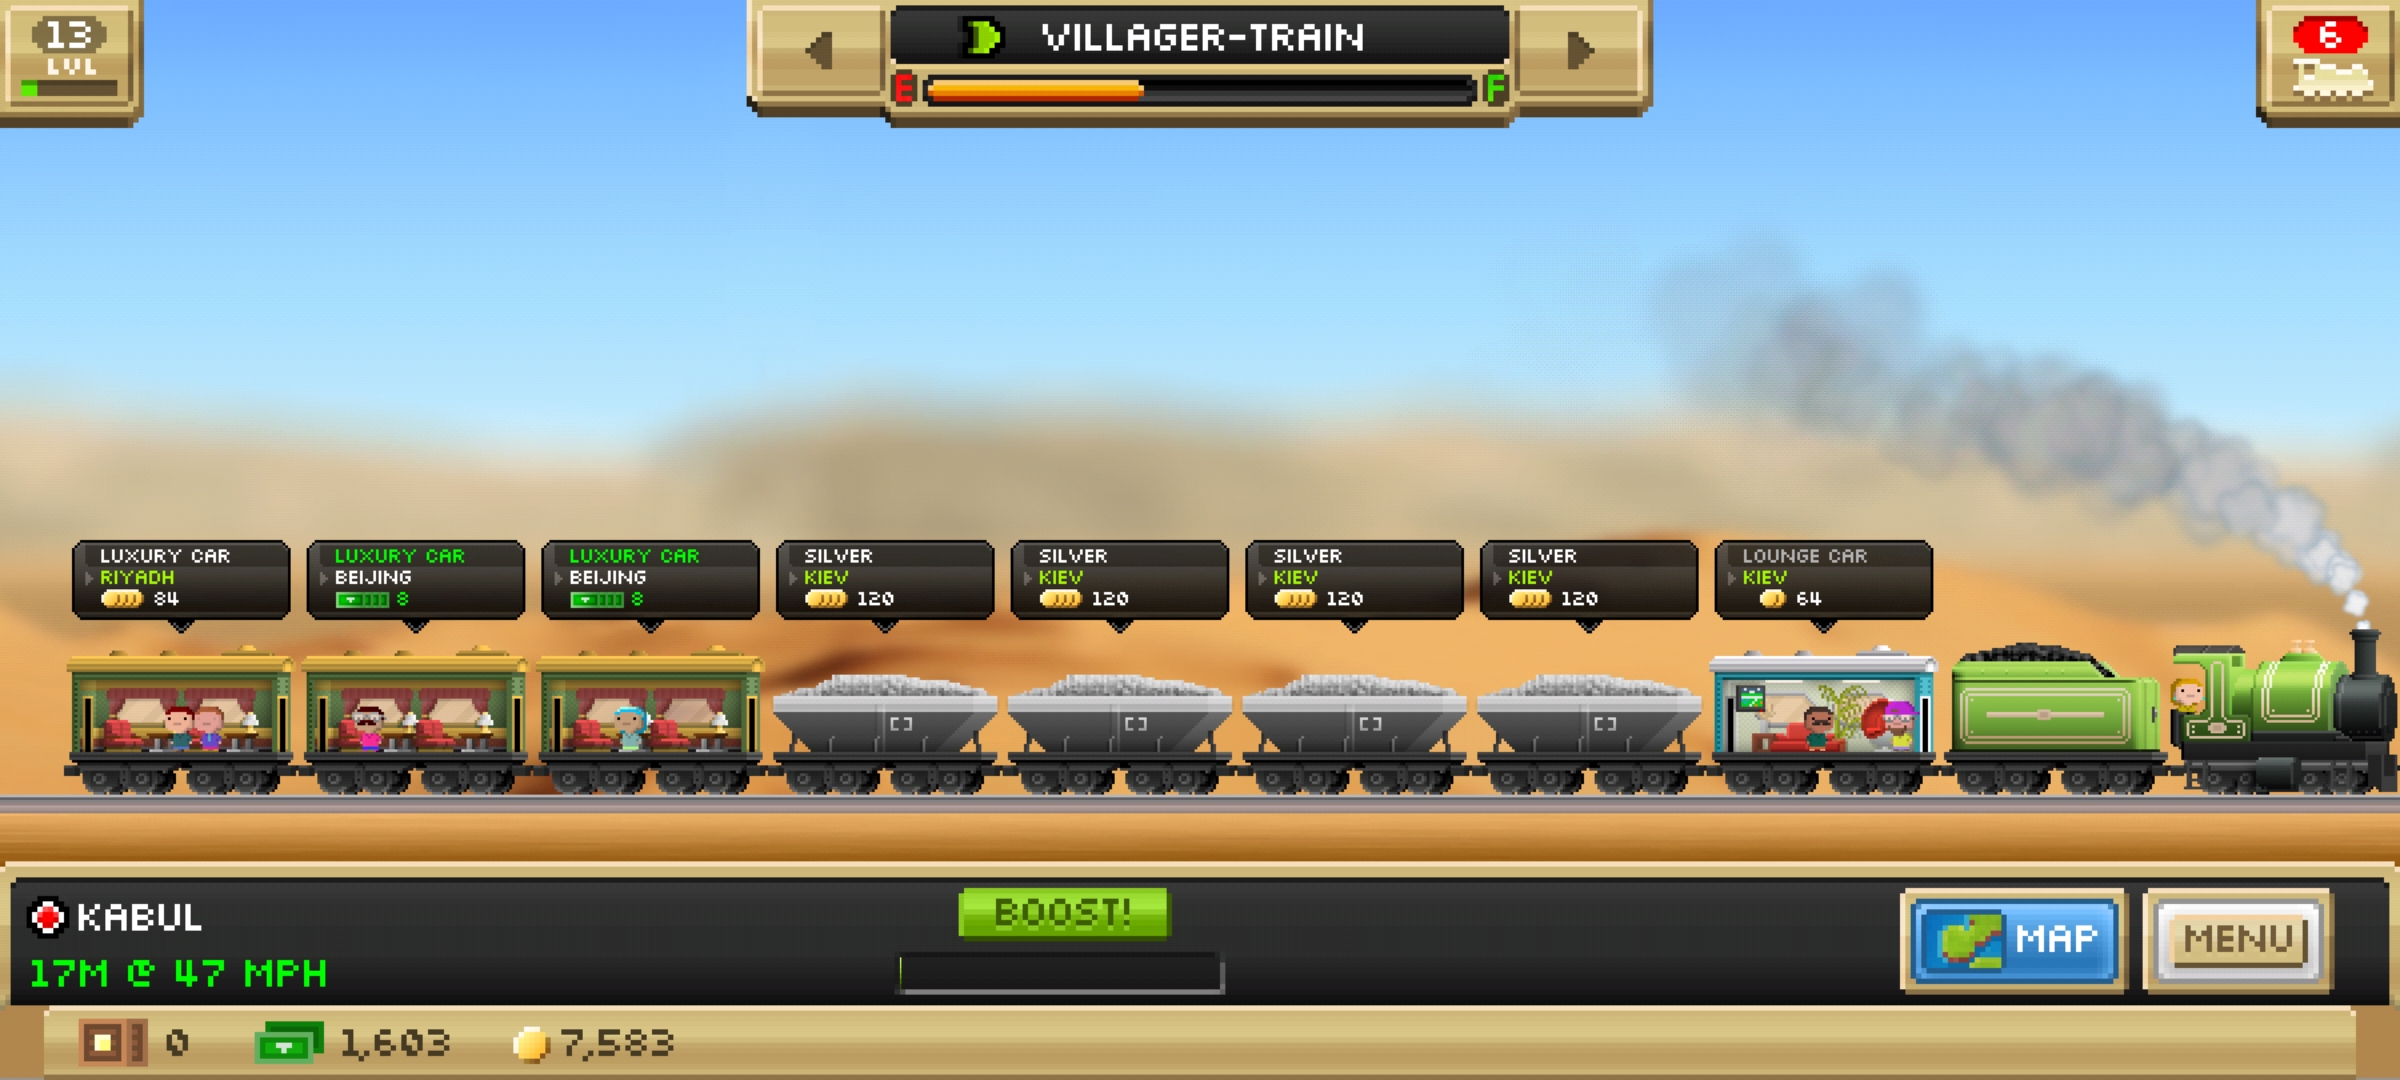 13
LVL
VILLAGER-TRAIN
E F
6
LUXURY CAR
RIYADH
84
LUXURY CAR
BEIJING
8
LUXURY CAR
BEIJING
8
SILVER
KIEV
120
SILVER
KIEV
120
SILVER
KIEV
120
SILVER
KIEV
120
LOUNGE CAR
KIEV
64
KABUL
17M @ 47 MPH
BOOST!
MAP
MENU
0
1,603
7,583